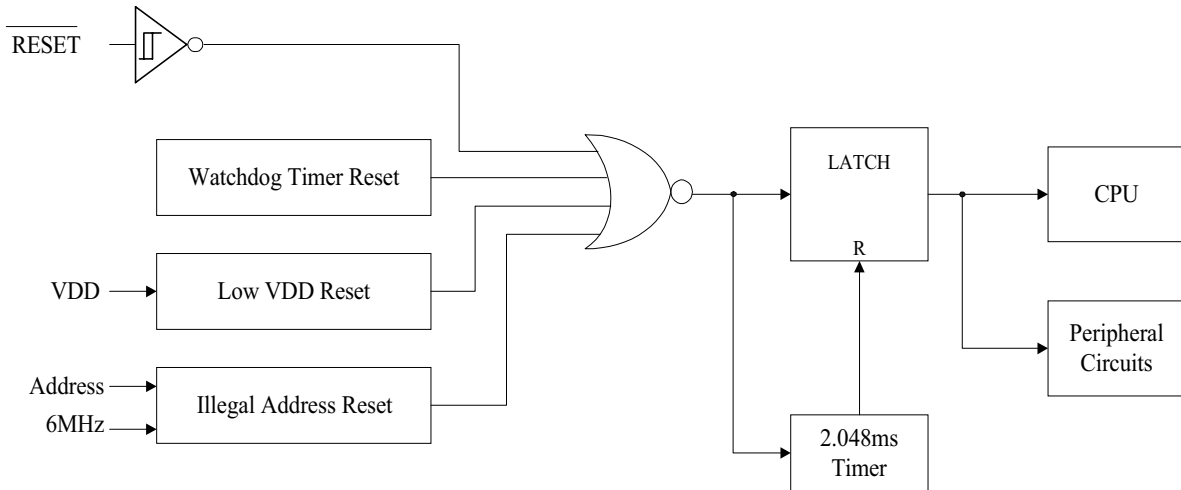 RESET
Watchdog Timer Reset
LATCH
CPU
R
VDD
Low VDD Reset
Peripheral
Circuits
Address
6MHz
Illegal Address Reset
2.048ms
Timer